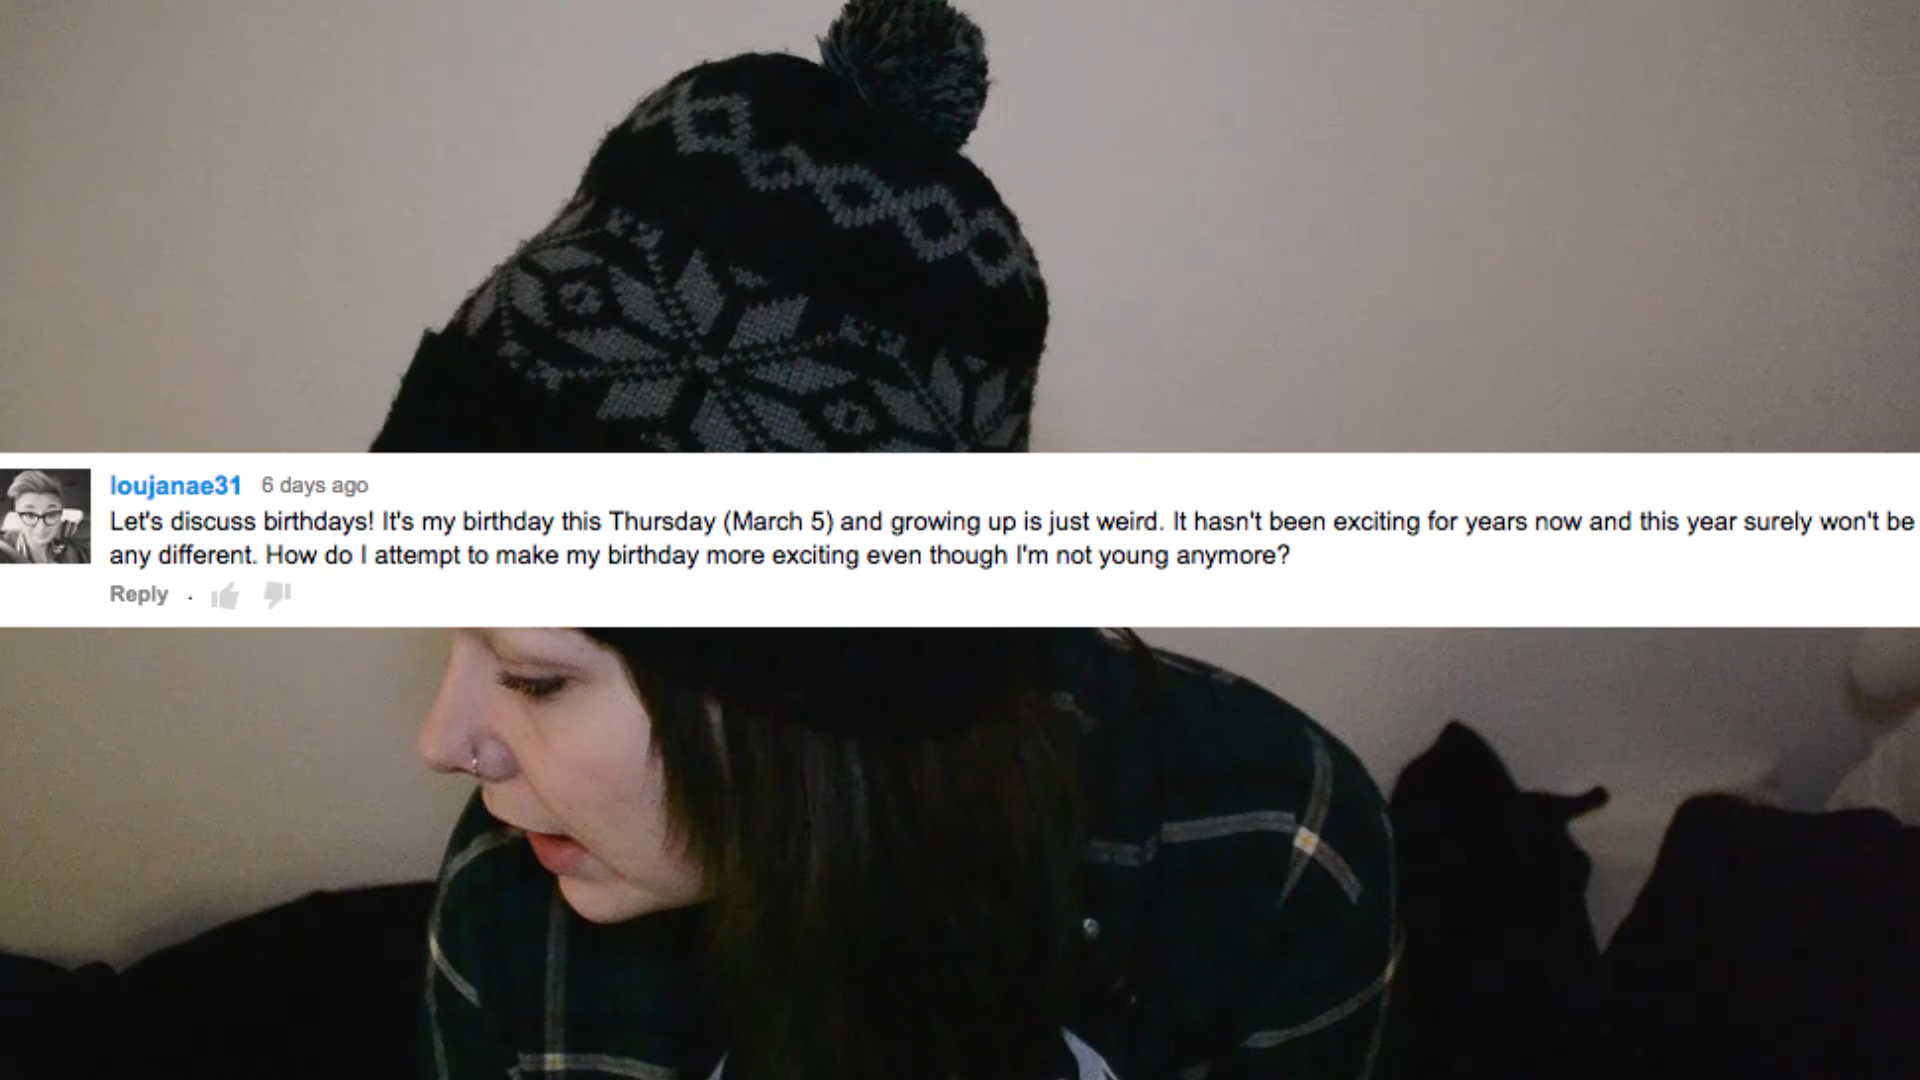 loujanae31 6 days ago
Let's discuss birthdays! It's my birthday this Thursday (March 5) and growing up is just weird. It hasn't been exciting for years now and this year surely won't be
any different. How do I attempt to make my birthday more exciting even though I'm not young anymore?
Reply .